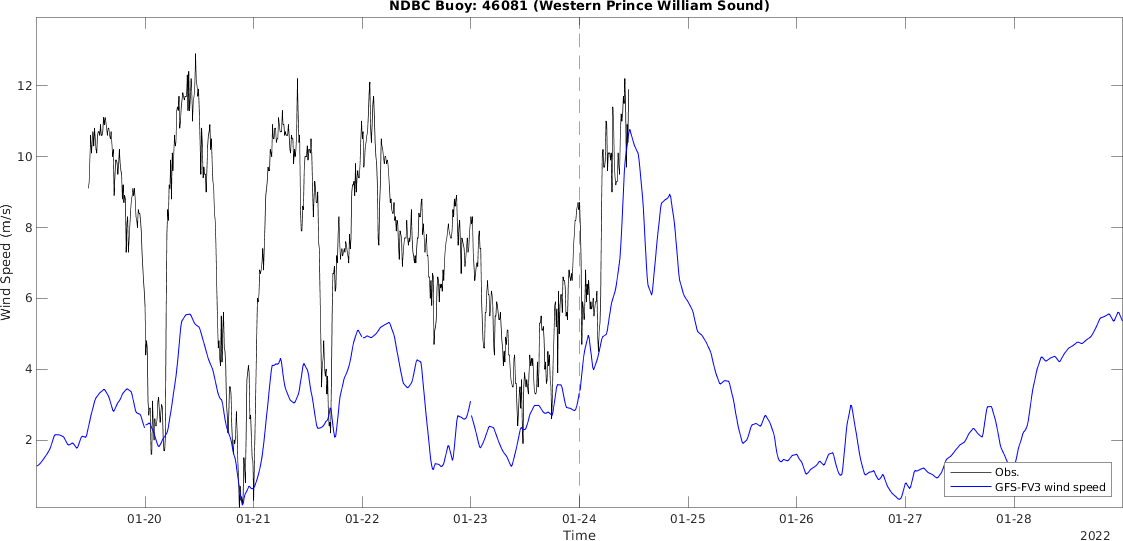 NDBC Buoy: 46081 (Western Prince William Sound)
Wind Speed (m/s)
12
10
8
6
4
2
01-20 01-21 01-22 01-23 01-24 01-25 01-26 01-27 01-28
Time
2022
Obs.
GFS-FV3 wind speed